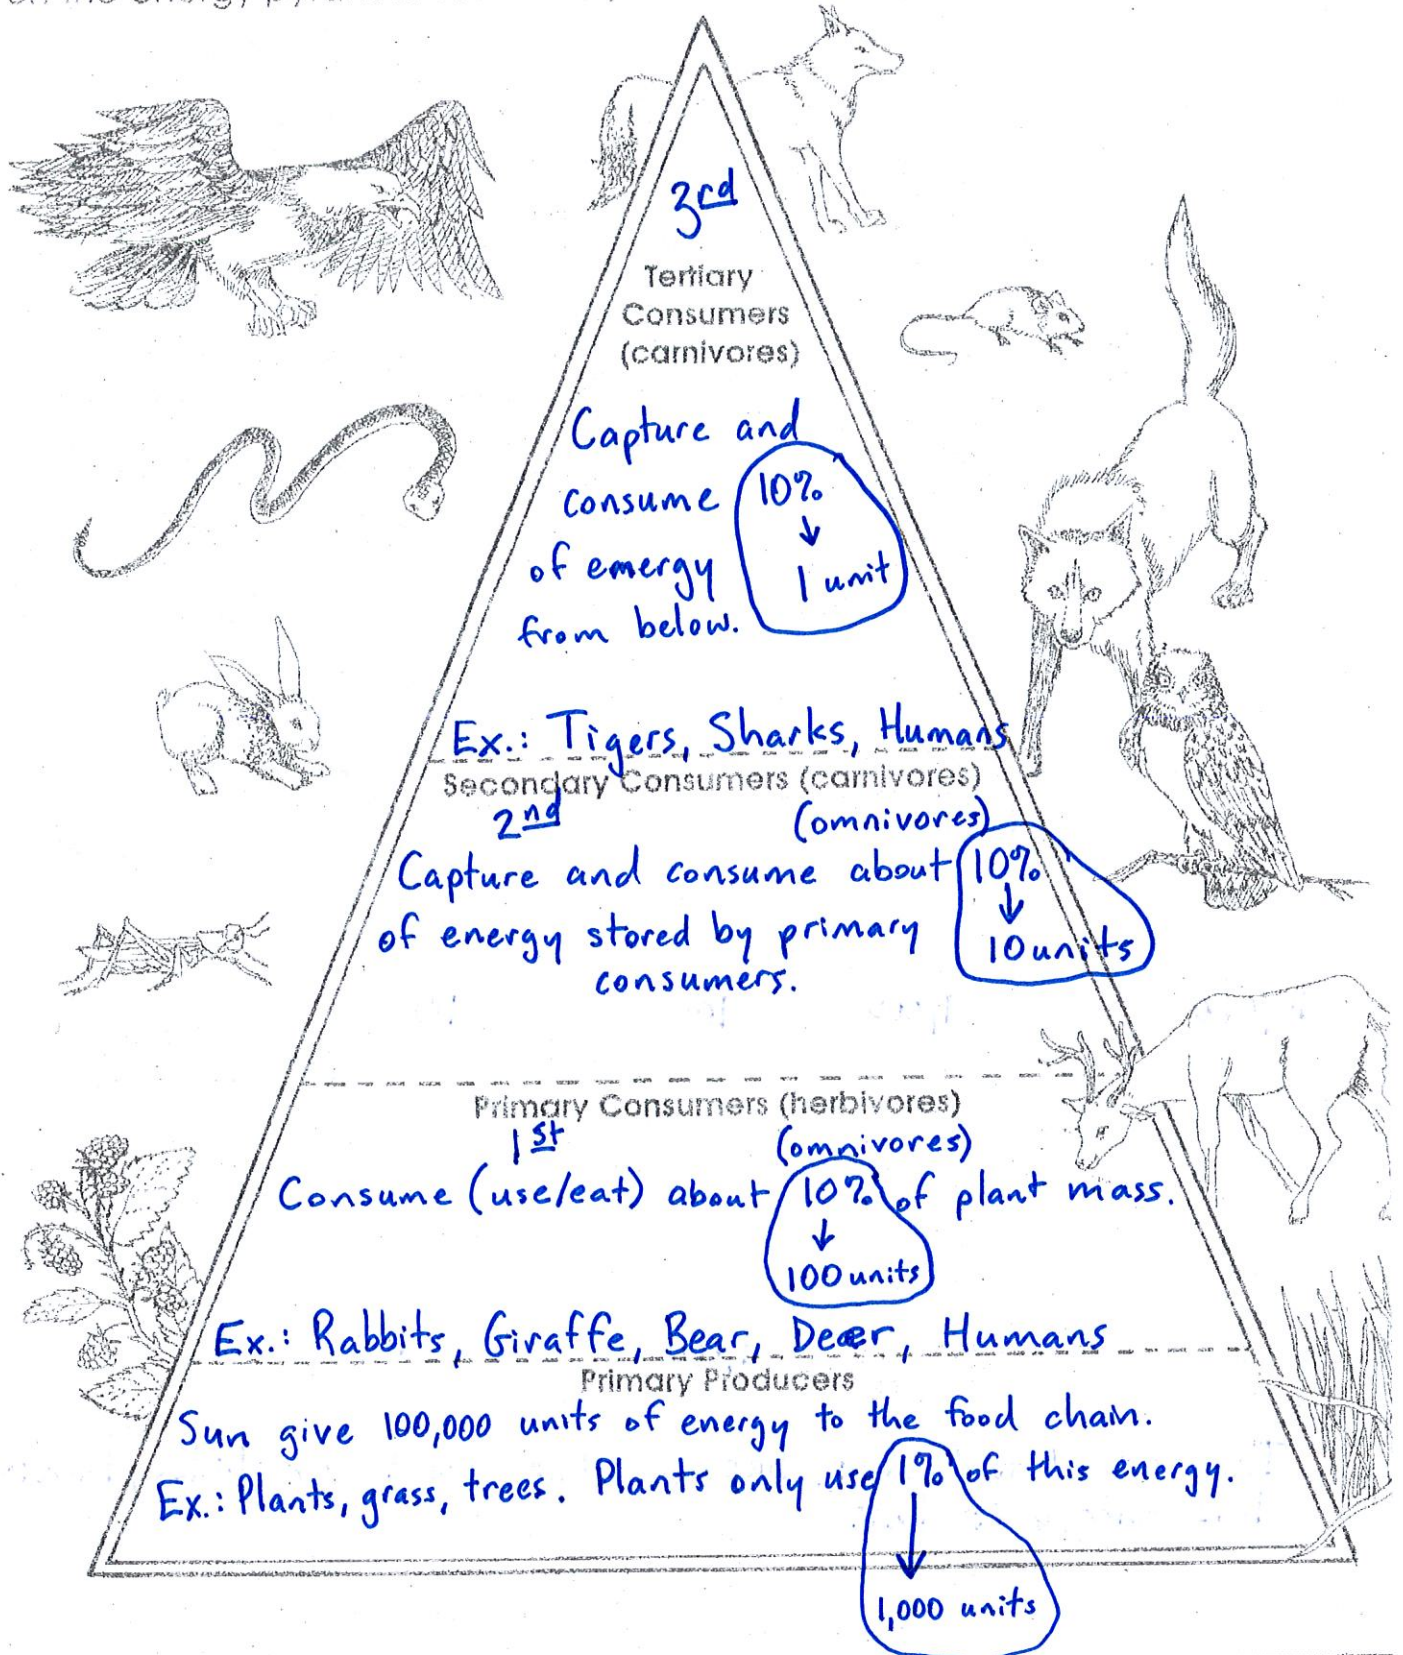 on the energy pyr
3rd
Tertiary
Consumers
(carnivores)
Capture and
consume 10%
↓
of emergy 1 unit
from below.
Ex.: Tigers, Sharks, Humans
Secondary Consumers (carnivores)
2nd (omnivores)
Capture and consume about 10%
↓
of energy stored by primary 10 units
consumers.
Primary Consumers (herbivores)
1st (omnivores)
Consume (use/eat) about 10% of plant mass.
↓
100 units
Ex.: Rabbits, Giraffe, Bear, Deer, Humans
Primary Producers
Sun give 100,000 units of energy to the food chain.
Ex.: Plants, grass, trees. Plants only use 1% of this energy.
↓
1,000 units